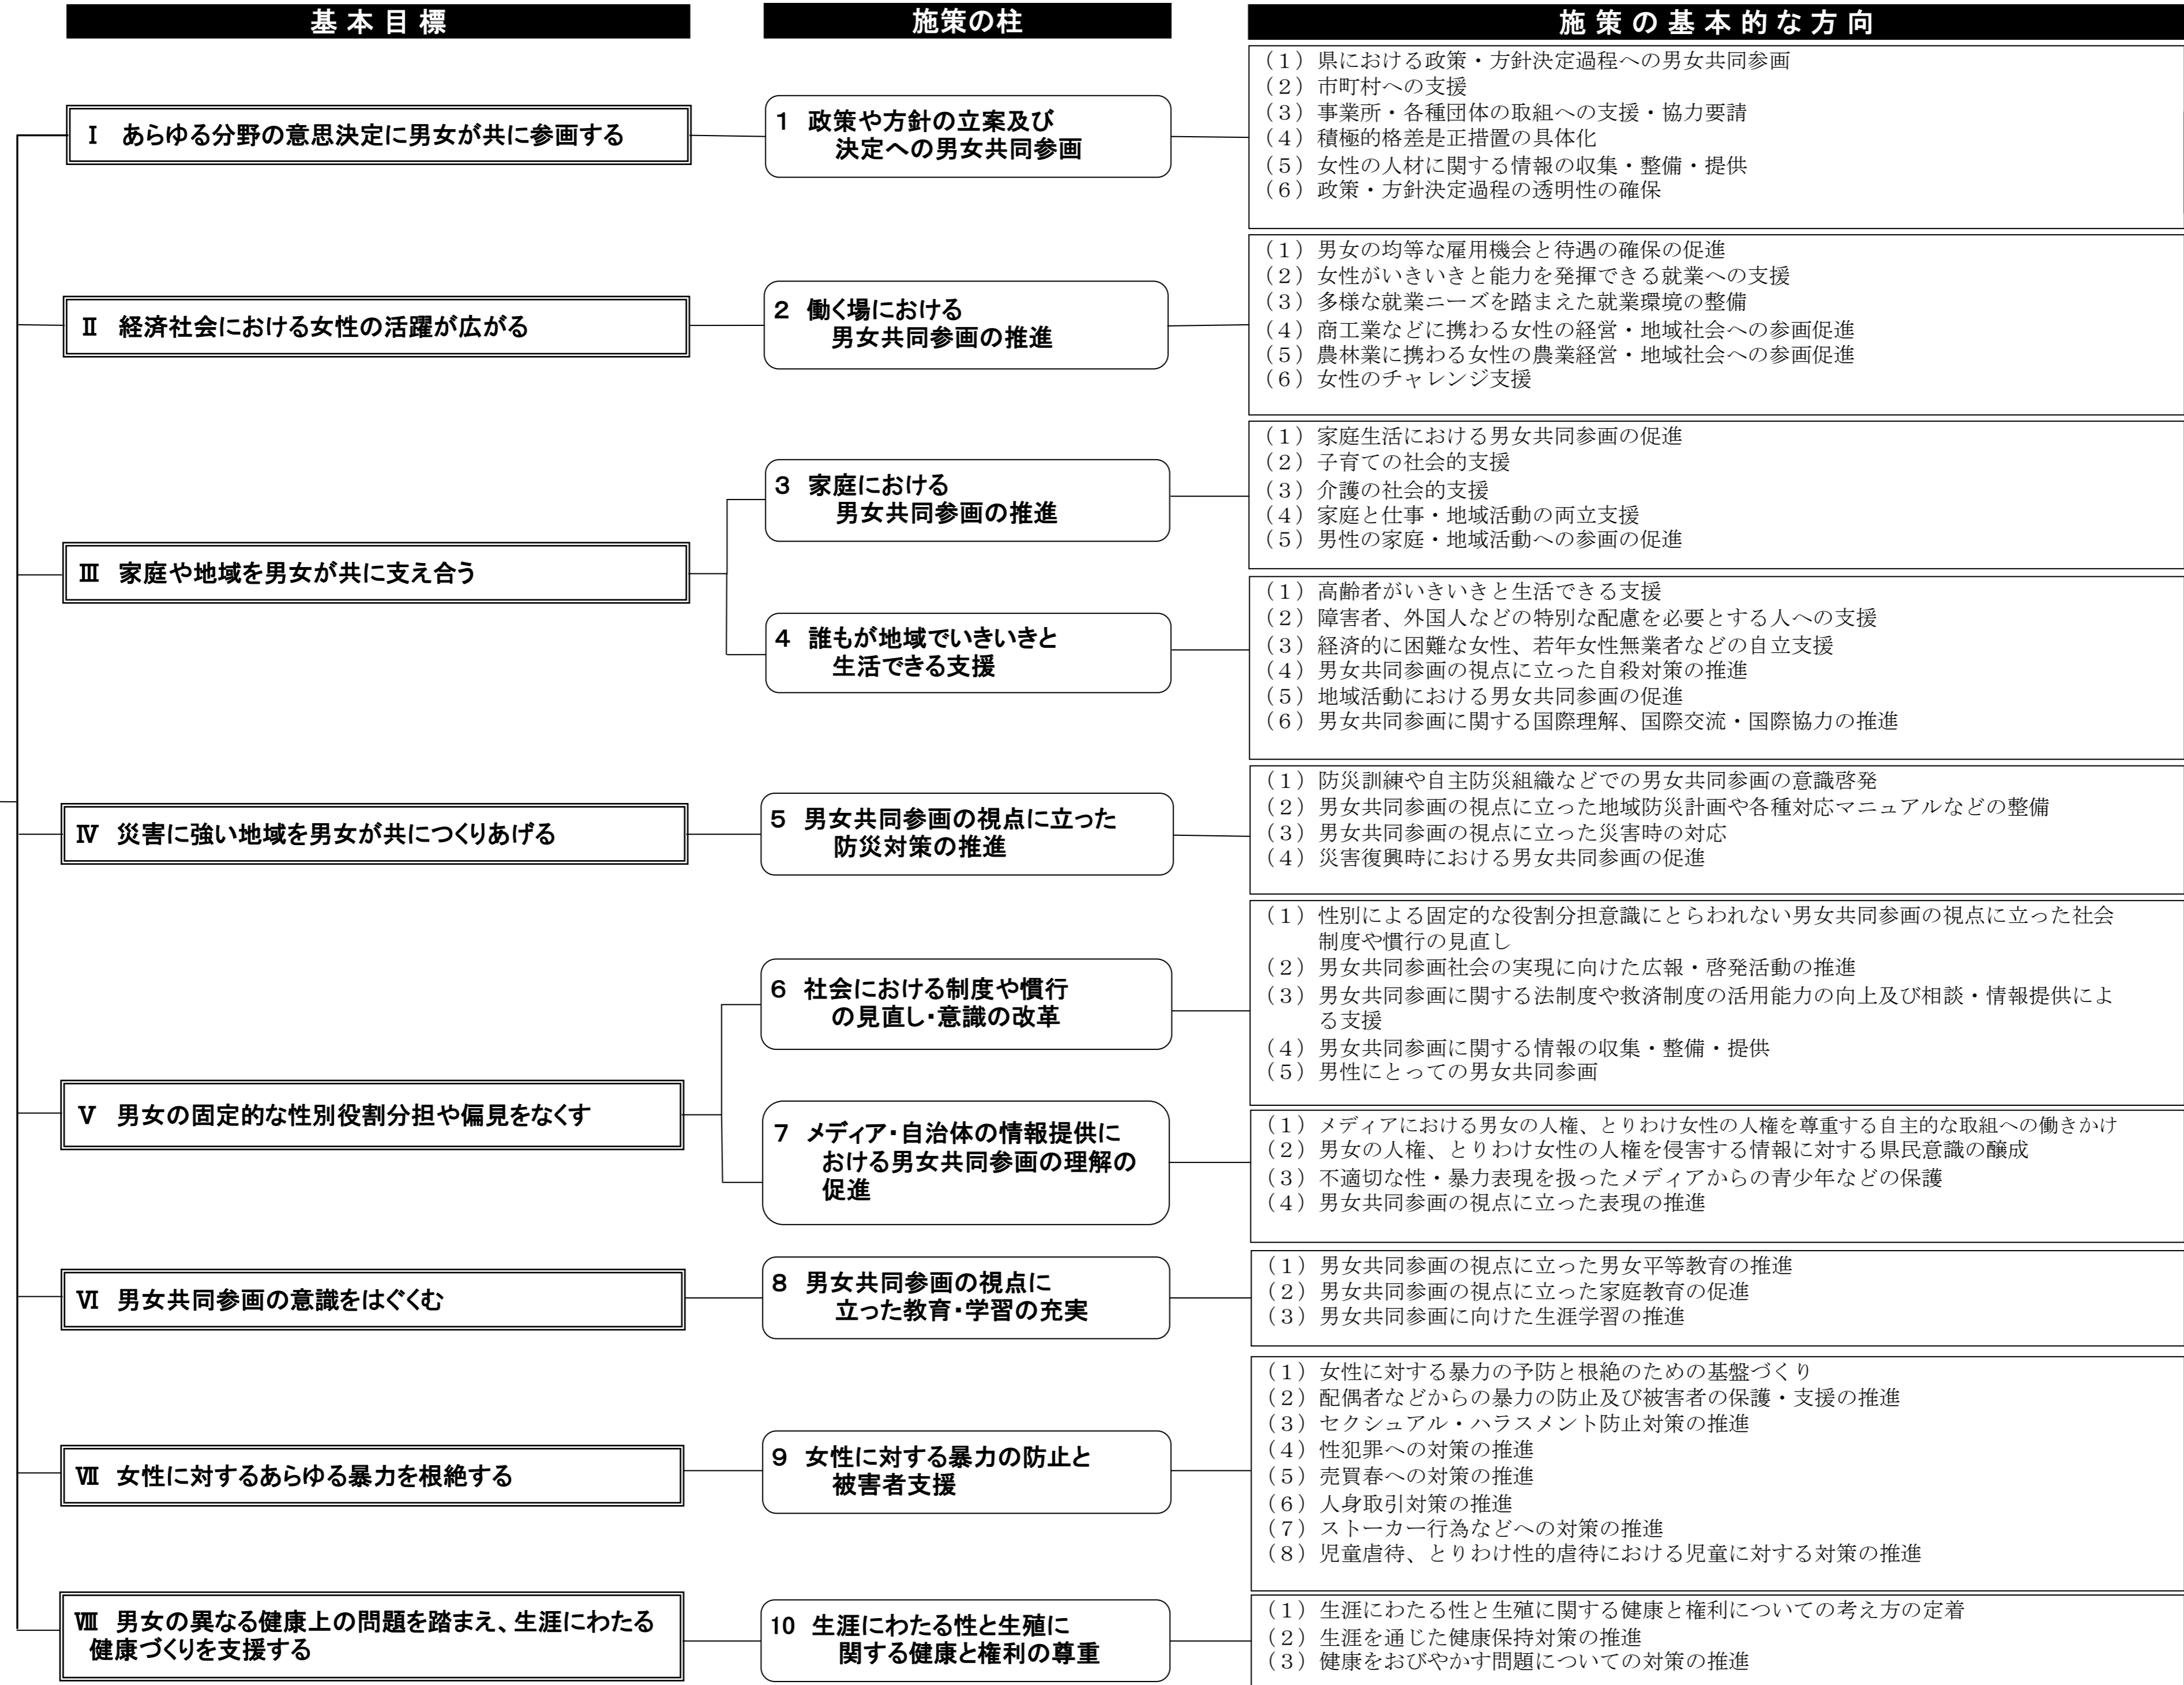 基本目標
施策の柱
施策の基本的な方向
Ⅰ あらゆる分野の意思決定に男女が共に参画する
1 政策や方針の立案及び
決定への男女共同参画
(1)県における政策・方針決定過程への男女共同参画
(2)市町村への支援
(3)事業所・各種団体の取組への支援・協力要請
(4)積極的格差是正措置の具体化
(5)女性の人材に関する情報の収集・整備・提供
(6)政策・方針決定過程の透明性の確保
Ⅱ 経済社会における女性の活躍が広がる
2 働く場における
男女共同参画の推進
(1)男女の均等な雇用機会と待遇の確保の促進
(2)女性がいきいきと能力を発揮できる就業への支援
(3)多様な就業ニーズを踏まえた就業環境の整備
(4)商工業などに携わる女性の経営・地域社会への参画促進
(5)農林業に携わる女性の農業経営・地域社会への参画促進
(6)女性のチャレンジ支援
Ⅲ 家庭や地域を男女が共に支え合う
3 家庭における
男女共同参画の推進
(1)家庭生活における男女共同参画の促進
(2)子育ての社会的支援
(3)介護の社会的支援
(4)家庭と仕事・地域活動の両立支援
(5)男性の家庭・地域活動への参画の促進
4 誰もが地域でいきいきと
生活できる支援
(1)高齢者がいきいきと生活できる支援
(2)障害者、外国人などの特別な配慮を必要とする人への支援
(3)経済的に困難な女性、若年女性無業者などの自立支援
(4)男女共同参画の視点に立った自殺対策の推進
(5)地域活動における男女共同参画の促進
(6)男女共同参画に関する国際理解、国際交流・国際協力の推進
Ⅳ 災害に強い地域を男女が共につくりあげる
5 男女共同参画の視点に立った
防災対策の推進
(1)防災訓練や自主防災組織などでの男女共同参画の意識啓発
(2)男女共同参画の視点に立った地域防災計画や各種対応マニュアルなどの整備
(3)男女共同参画の視点に立った災害時の対応
(4)災害復興時における男女共同参画の促進
Ⅴ 男女の固定的な性別役割分担や偏見をなくす
6 社会における制度や慣行
の見直し・意識の改革
(1)性別による固定的な役割分担意識にとらわれない男女共同参画の視点に立った社会
制度や慣行の見直し
(2)男女共同参画社会の実現に向けた広報・啓発活動の推進
(3)男女共同参画に関する法制度や救済制度の活用能力の向上及び相談・情報提供によ
る支援
(4)男女共同参画に関する情報の収集・整備・提供
(5)男性にとっての男女共同参画
7 メディア・自治体の情報提供に
おける男女共同参画の理解の
促進
(1)メディアにおける男女の人権、とりわけ女性の人権を尊重する自主的な取組への働きかけ
(2)男女の人権、とりわけ女性の人権を侵害する情報に対する県民意識の醸成
(3)不適切な性・暴力表現を扱ったメディアからの青少年などの保護
(4)男女共同参画の視点に立った表現の推進
Ⅵ 男女共同参画の意識をはぐくむ
8 男女共同参画の視点に
立った教育・学習の充実
(1)男女共同参画の視点に立った男女平等教育の推進
(2)男女共同参画の視点に立った家庭教育の促進
(3)男女共同参画に向けた生涯学習の推進
Ⅶ 女性に対するあらゆる暴力を根絶する
9 女性に対する暴力の防止と
被害者支援
(1)女性に対する暴力の予防と根絶のための基盤づくり
(2)配偶者などからの暴力の防止及び被害者の保護・支援の推進
(3)セクシュアル・ハラスメント防止対策の推進
(4)性犯罪への対策の推進
(5)売買春への対策の推進
(6)人身取引対策の推進
(7)ストーカー行為などへの対策の推進
(8)児童虐待、とりわけ性的虐待における児童に対する対策の推進
Ⅷ 男女の異なる健康上の問題を踏まえ、生涯にわたる
健康づくりを支援する
10 生涯にわたる性と生殖に
関する健康と権利の尊重
(1)生涯にわたる性と生殖に関する健康と権利についての考え方の定着
(2)生涯を通じた健康保持対策の推進
(3)健康をおびやかす問題についての対策の推進